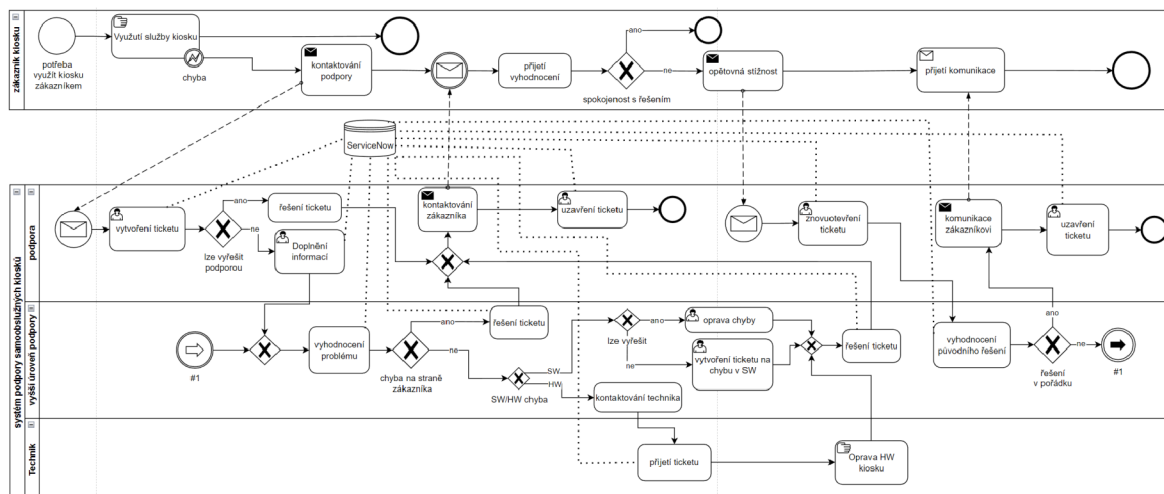 zákazník kiosku
potřeba
využít kiosku
zákazníkem
Využutí služby kiosku
chyba
kontaktování
podpory
přijetí
vyhodnocení
ano
ne
spokojenost s řešením
opětovná stížnost
přijetí komunikace
ServiceNow
systém podpory samoobslužných kiosků
podpora
vytvoření ticketu
ano
ne
lze vyřešit
podporou
řešení ticketu
Doplnění
informací
kontaktování
zákazníka
uzavření ticketu
znovuotevření
ticketu
komunikace
zákazníkovi
uzavření
ticketu
vyšší úroveň podpory
#1
vyhodnocení
problému
ano
ne
chyba na straně
zákazníka
řešení ticketu
SW
HW
SW/HW chyba
ano
lze vyřešit
ne
oprava chyby
vytvoření ticketu na
chybu v SW
řešení ticketu
kontaktování technika
vyhodnocení
původního řešení
ano
ne
řešení
v pořádku
#1
Technik
přijetí ticketu
Oprava HW
kiosku